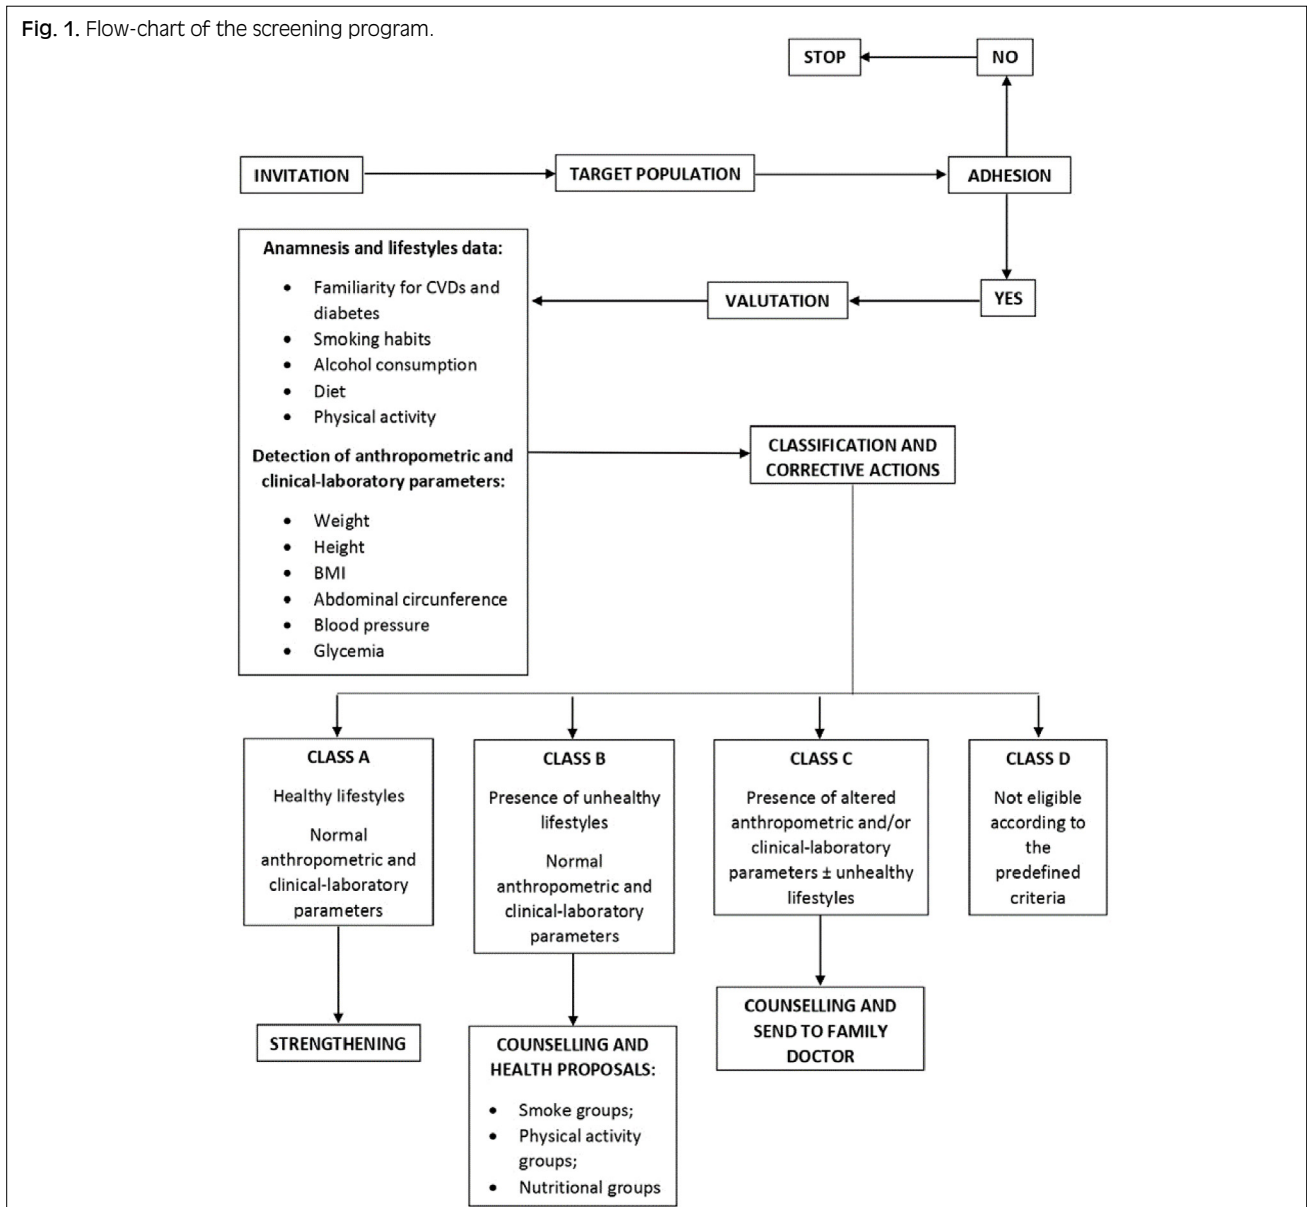 Fig. 1. Flow-chart of the screening program.
STOP
NO
INVITATION
TARGET POPULATION
ADHESION
Anamnesis and lifestyles data:
• Familiarity for CVDs and
diabetes
• Smoking habits
• Alcohol consumption
• Diet
• Physical activity
Detection of anthropometric and
clinical-laboratory parameters:
• Weight
• Height
• BMI
• Abdominal circunference
• Blood pressure
• Glycemia
VALUTATION
YES
CLASSIFICATION AND
CORRECTIVE ACTIONS
CLASS A
Healthy lifestyles
Normal
anthropometric and
clinical-laboratory
parameters
STRENGTHENING
CLASS B
Presence of unhealthy
lifestyles
Normal
anthropometric and
clinical-laboratory
parameters
COUNSELLING AND
HEALTH PROPOSALS:
• Smoke groups;
• Physical activity
groups;
• Nutritional groups
CLASS C
Presence of altered
anthropometric and/or
clinical-laboratory
parameters ± unhealthy
lifestyles
COUNSELLING AND
SEND TO FAMILY
DOCTOR
CLASS D
Not eligible
according to
the
predefined
criteria